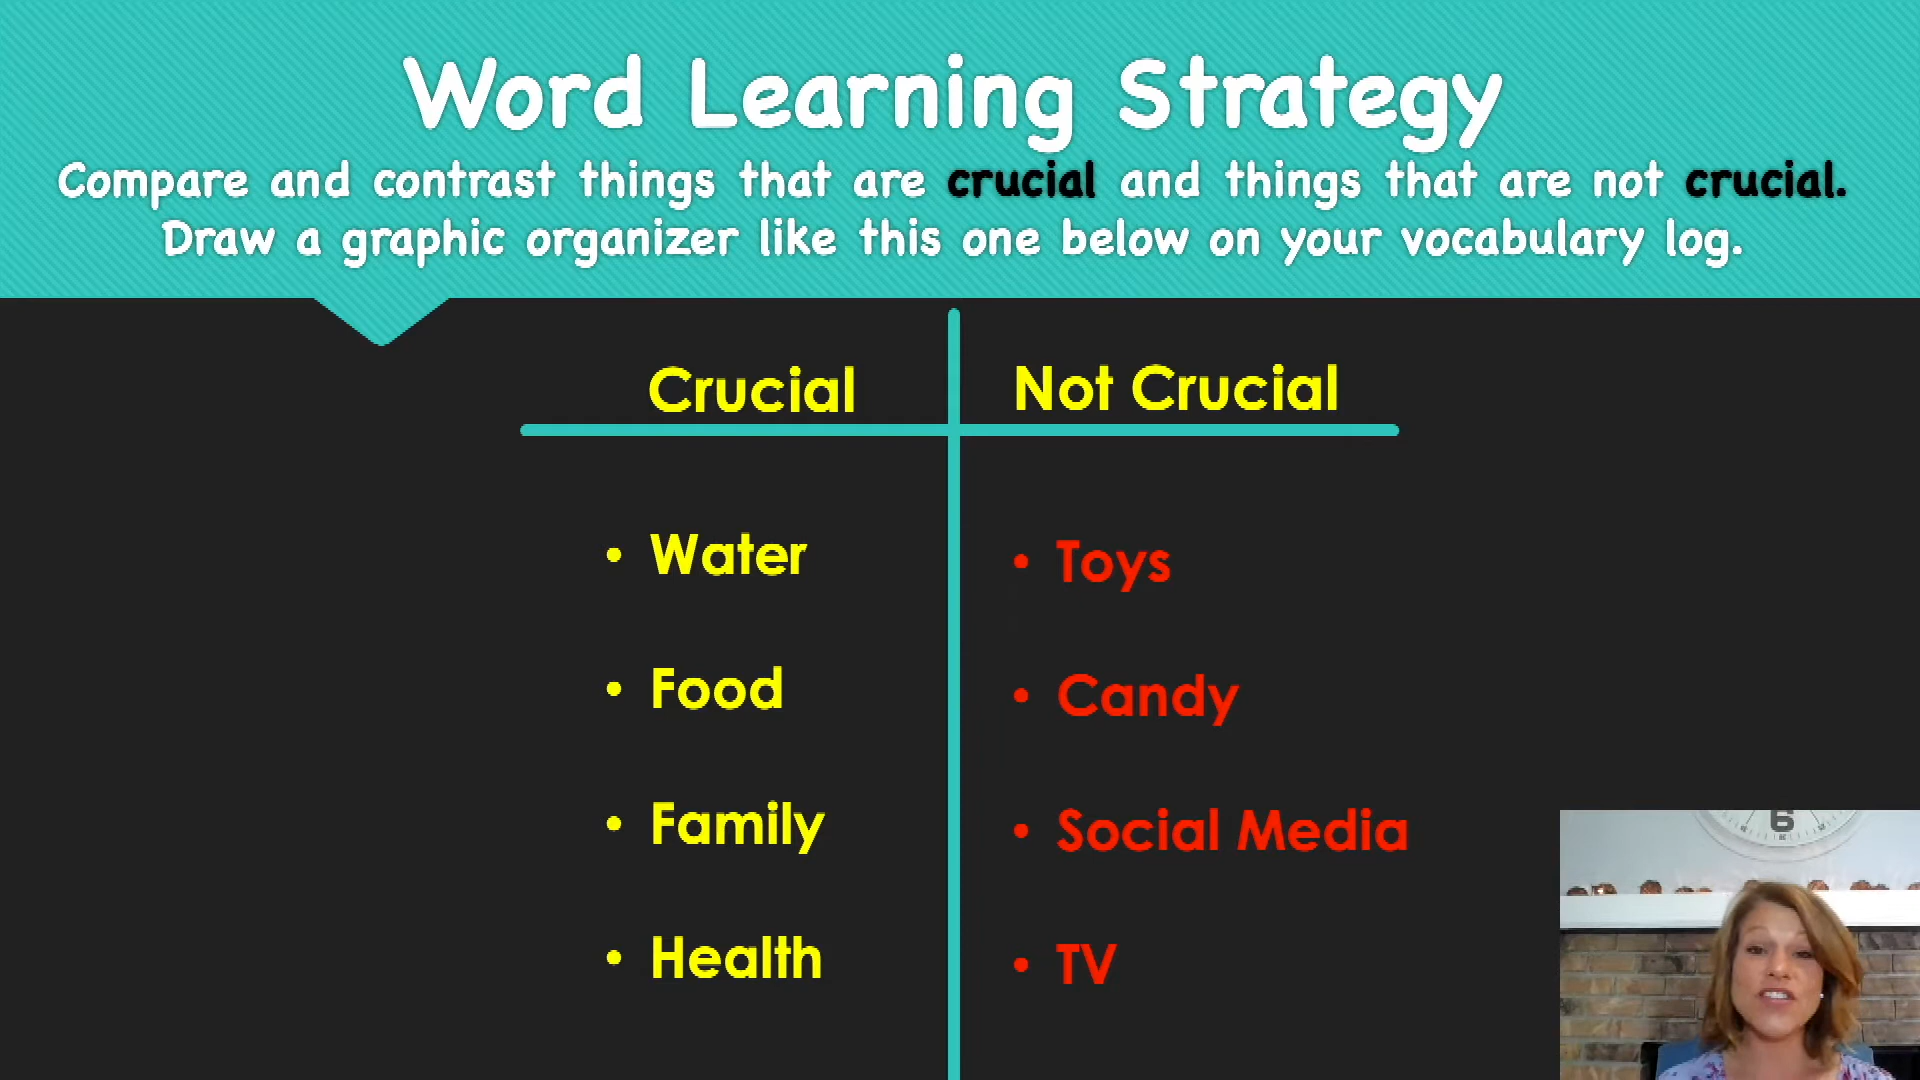 Word Learning Strategy
Compare and contrast things that are crucial and things that are not crucial.
Draw a graphic organizer like this one below on your vocabulary log.
Crucial
Not Crucial
• Water
• Food
• Family
• Health
• Toys
• Candy
• Social Media
• TV
6